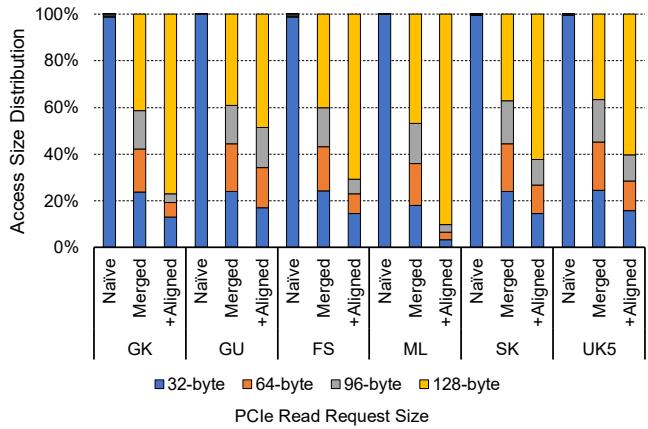 Access Size Distribution
100%
80%
60%
40%
20%
0%
Naïve Merged +Aligned Naïve Merged +Aligned Naïve Merged +Aligned Naïve Merged +Aligned Naïve Merged +Aligned Naïve Merged +Aligned
GK GU FS ML SK UK5
32-byte 64-byte 96-byte 128-byte
PCIe Read Request Size